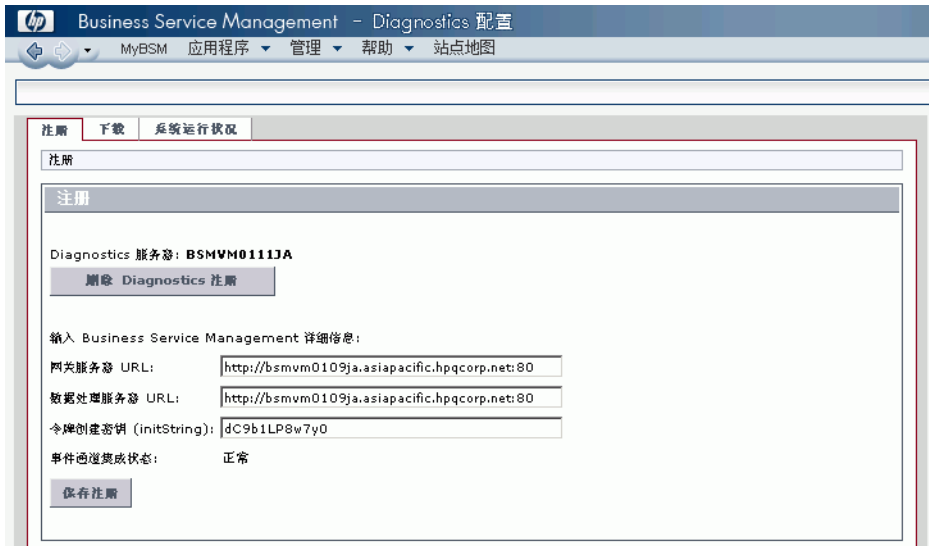 hp Business Service Management – Diagnostics 配置
MyBSM 应用程序 管理 帮助 站点地图
注册 下载 系统运行状况
注册
注册
Diagnostics 服务器: BSMVM0111JA
删除 Diagnostics 注册
输入 Business Service Management 详细信息:
网关服务器 URL: http://bsmvm0109ja.asiapacific.hpqcorp.net:80
数据处理服务器 URL: http://bsmvm0109ja.asiapacific.hpqcorp.net:80
令牌创建密钥 (initString): dC9b1LP8w7y0
事件通道集成状态: 正常
保存注册